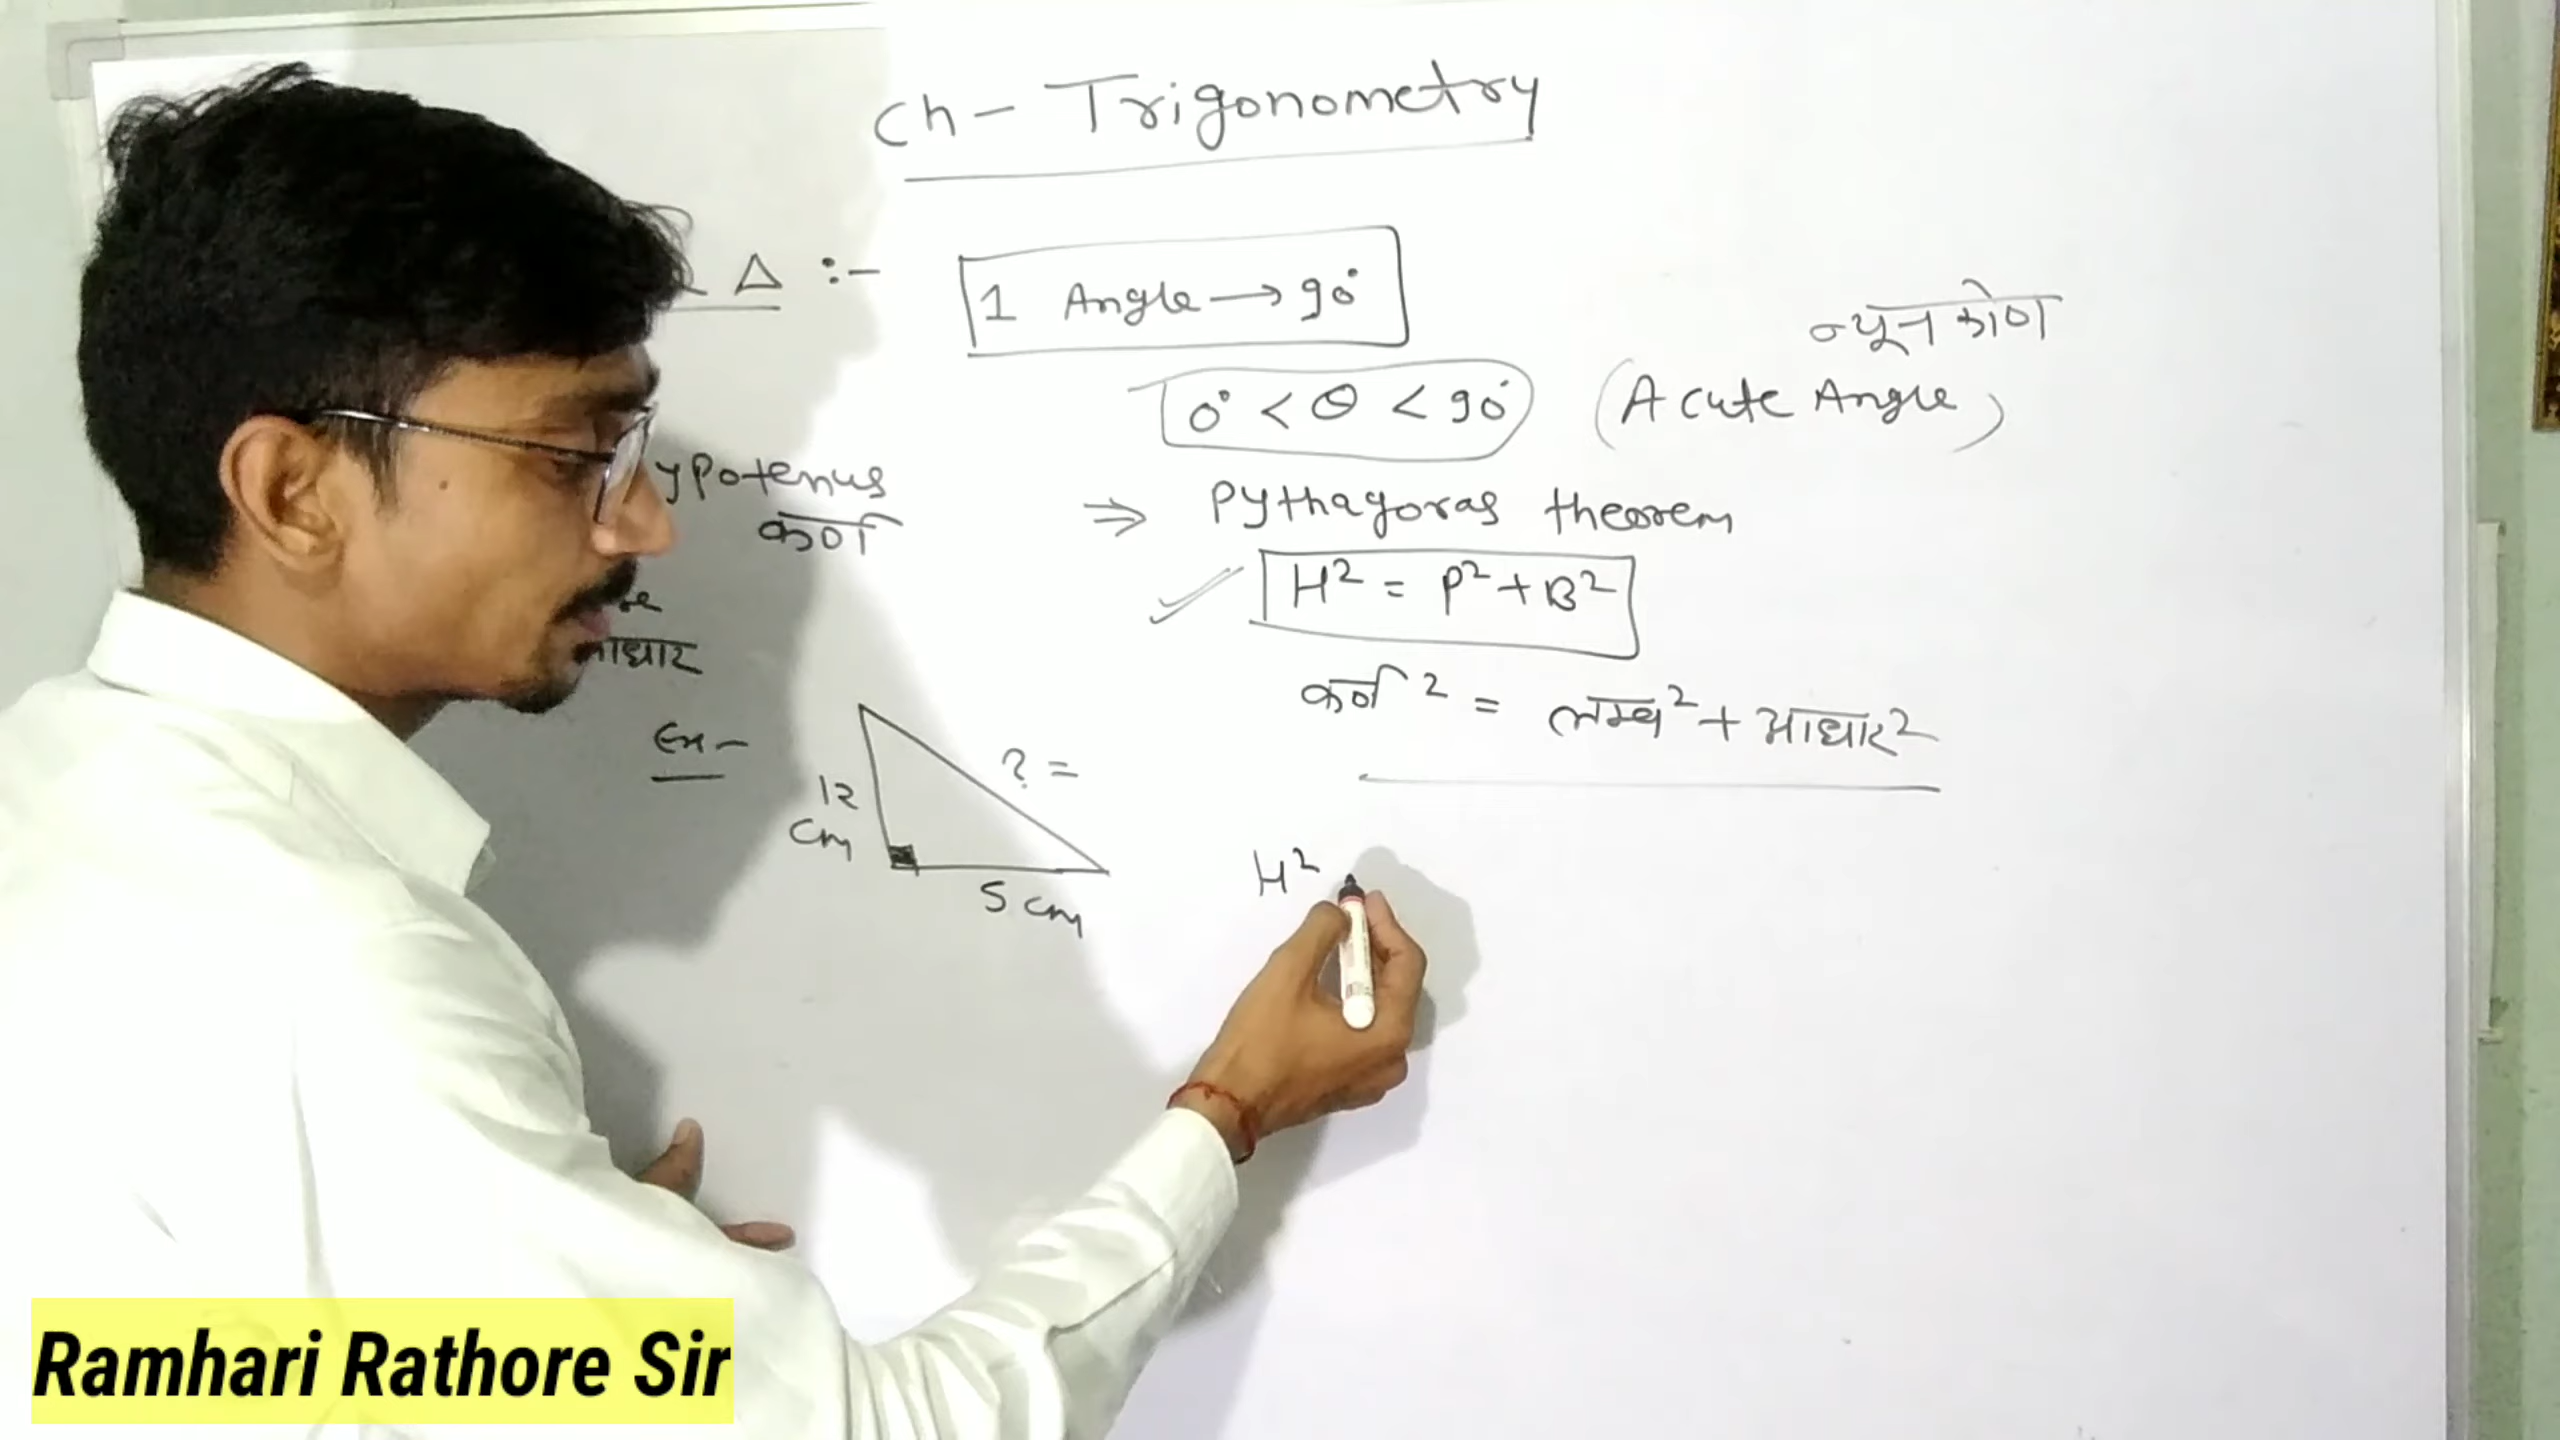 Ch - Trigonometry
Δ :-
1 Angle → 90°
न्यून कोण
0° < θ < 90° (Acute Angle)
ypotenus
कर्ण
⇒ Pythagoras theorem
H² = P² + B²
कर्ण² = लम्ब² + आधार²
Ex -
12 cm
? =
5 cm
H²
Ramhari Rathore Sir